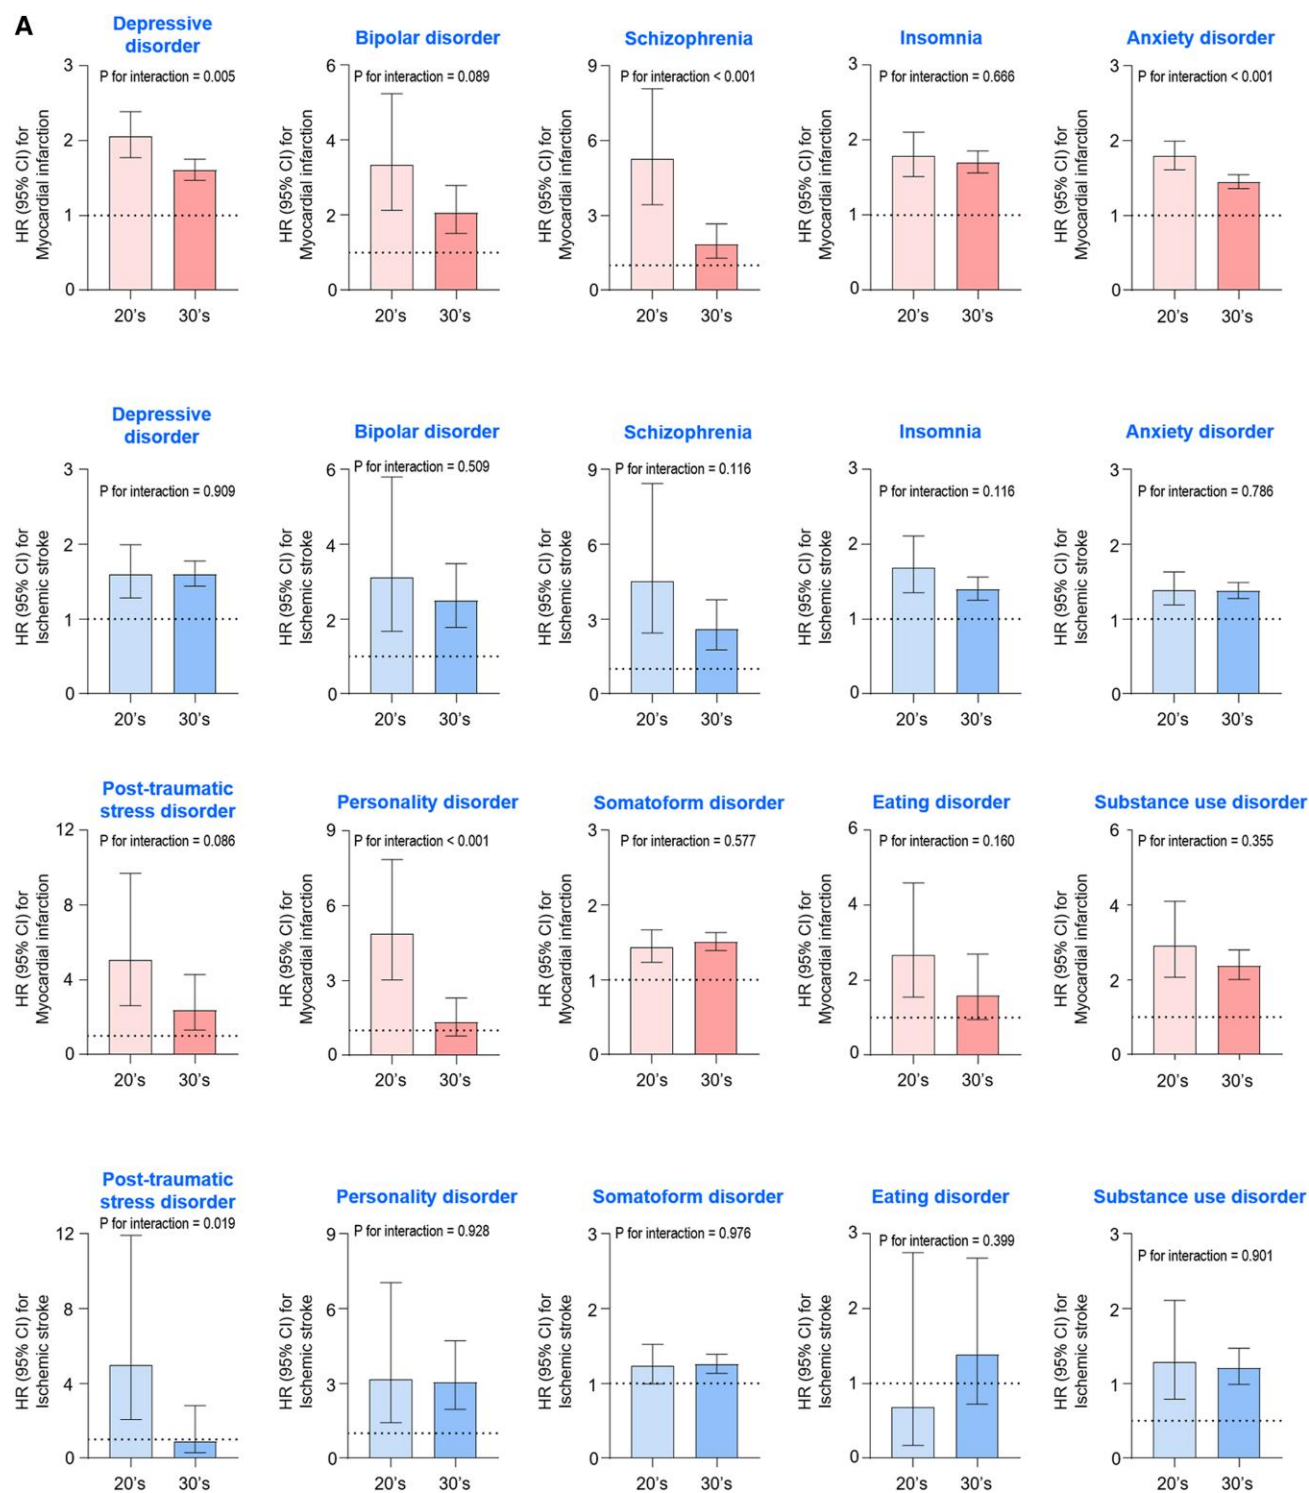 A
Depressive
disorder
P for interaction = 0.005
HR (95% CI) for
Myocardial infarction
3
2
1
0
20's 30's
Bipolar disorder
P for interaction = 0.089
HR (95% CI) for
Myocardial infarction
6
4
2
0
20's 30's
Schizophrenia
P for interaction < 0.001
HR (95% CI) for
Myocardial infarction
9
6
3
0
20's 30's
Insomnia
P for interaction = 0.666
HR (95% CI) for
Myocardial infarction
3
2
1
0
20's 30's
Anxiety disorder
P for interaction < 0.001
HR (95% CI) for
Myocardial infarction
3
2
1
0
20's 30's
Depressive
disorder
P for interaction = 0.909
HR (95% CI) for
Ischemic stroke
3
2
1
0
20's 30's
Bipolar disorder
P for interaction = 0.509
HR (95% CI) for
Ischemic stroke
6
4
2
0
20's 30's
Schizophrenia
P for interaction = 0.116
HR (95% CI) for
Ischemic stroke
9
6
3
0
20's 30's
Insomnia
P for interaction = 0.116
HR (95% CI) for
Ischemic stroke
3
2
1
0
20's 30's
Anxiety disorder
P for interaction = 0.786
HR (95% CI) for
Ischemic stroke
3
2
1
0
20's 30's
Post-traumatic
stress disorder
P for interaction = 0.086
HR (95% CI) for
Myocardial infarction
12
8
4
0
20's 30's
Personality disorder
P for interaction < 0.001
HR (95% CI) for
Myocardial infarction
9
6
3
0
20's 30's
Somatoform disorder
P for interaction = 0.577
HR (95% CI) for
Myocardial infarction
3
2
1
0
20's 30's
Eating disorder
P for interaction = 0.160
HR (95% CI) for
Myocardial infarction
6
4
2
0
20's 30's
Substance use disorder
P for interaction = 0.355
HR (95% CI) for
Myocardial infarction
6
4
2
0
20's 30's
Post-traumatic
stress disorder
P for interaction = 0.019
HR (95% CI) for
Ischemic stroke
12
8
4
0
20's 30's
Personality disorder
P for interaction = 0.928
HR (95% CI) for
Ischemic stroke
9
6
3
0
20's 30's
Somatoform disorder
P for interaction = 0.976
HR (95% CI) for
Ischemic stroke
3
2
1
0
20's 30's
Eating disorder
P for interaction = 0.399
HR (95% CI) for
Ischemic stroke
3
2
1
0
20's 30's
Substance use disorder
P for interaction = 0.901
HR (95% CI) for
Ischemic stroke
3
2
1
0
20's 30's